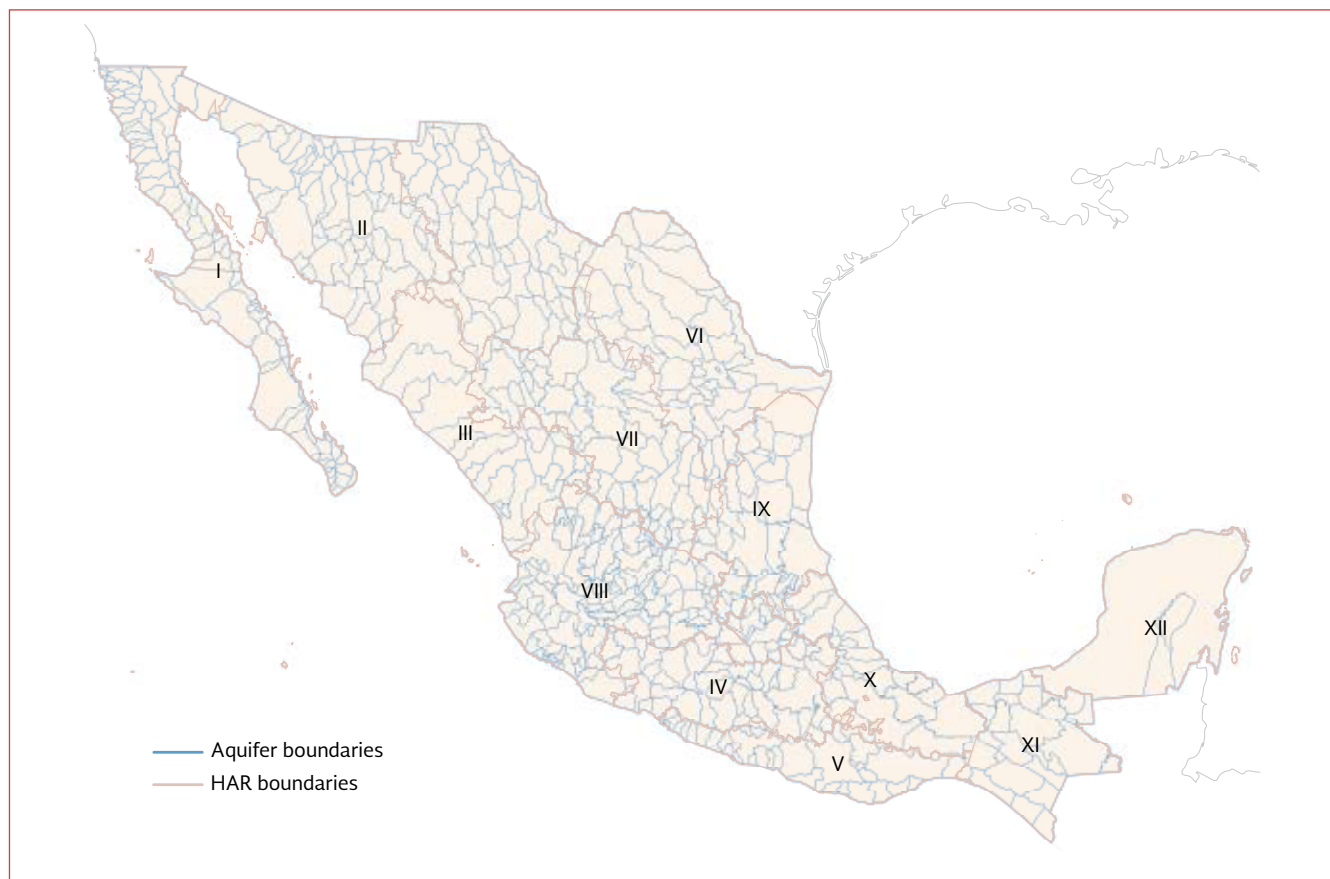 II
I
VI
III
VII
IX
VIII
XII
X
IV
XI
V
Aquifer boundaries
HAR boundaries